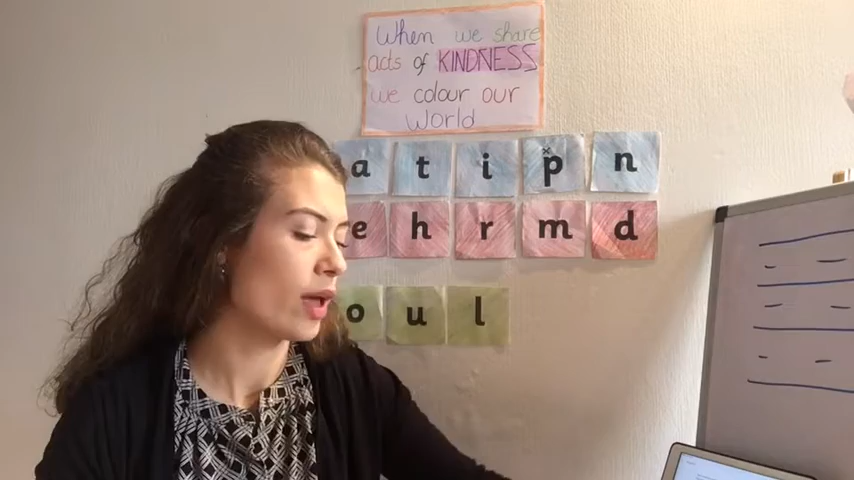 When we share
acts of KINDNESS
we colour our
World
a t i p n
e h r m d
o u l